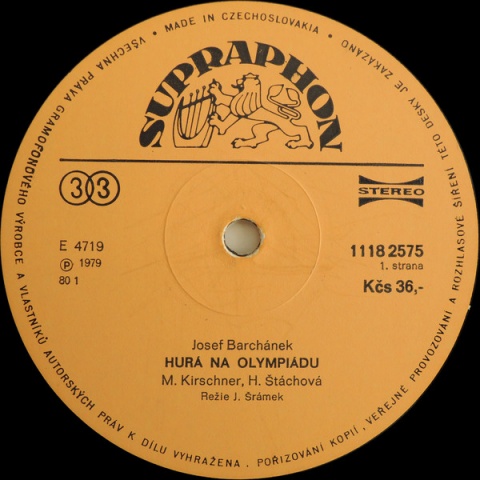 • MADE IN CZECHOSLOVAKIA •
VŠECHNA PRÁVA GRAMOFONOVÉHO VÝROBCE A VLASTNÍKŮ AUTORSKÝCH PRÁV K DÍLU VYHRAŽENA. POŘIZOVÁNÍ KOPIÍ, VEŘEJNÉ PROVOZOVÁNÍ A ROZHLASOVÉ ŠÍŘENÍ TÉTO DESKY JE ZAKÁZÁNO
SUPRAPHON
33
STEREO
E 4719
Ⓟ 1979
80 1
1118 2575
1. strana
Kčs 36,-
Josef Barchánek
HURÁ NA OLYMPIÁDU
M. Kirschner, H. Štáchová
Režie J. Šrámek